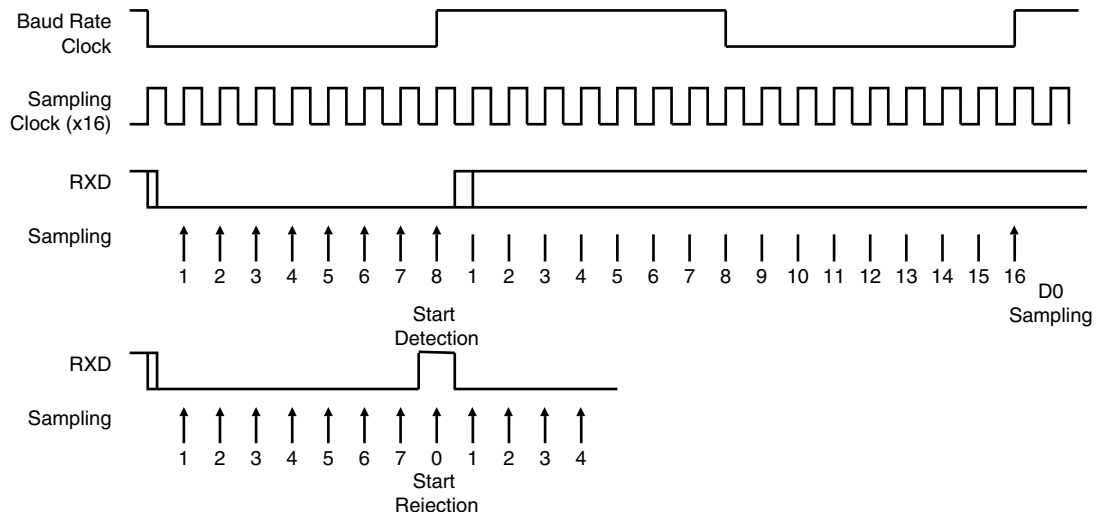 Baud Rate
Clock
Sampling
Clock (x16)
RXD
Sampling
1 2 3 4 5 6 7 8 1 2 3 4 5 6 7 8 9 10 11 12 13 14 15 16
D0
Sampling
Start
Detection
RXD
Sampling
1 2 3 4 5 6 7 0 1 2 3 4
Start
Rejection